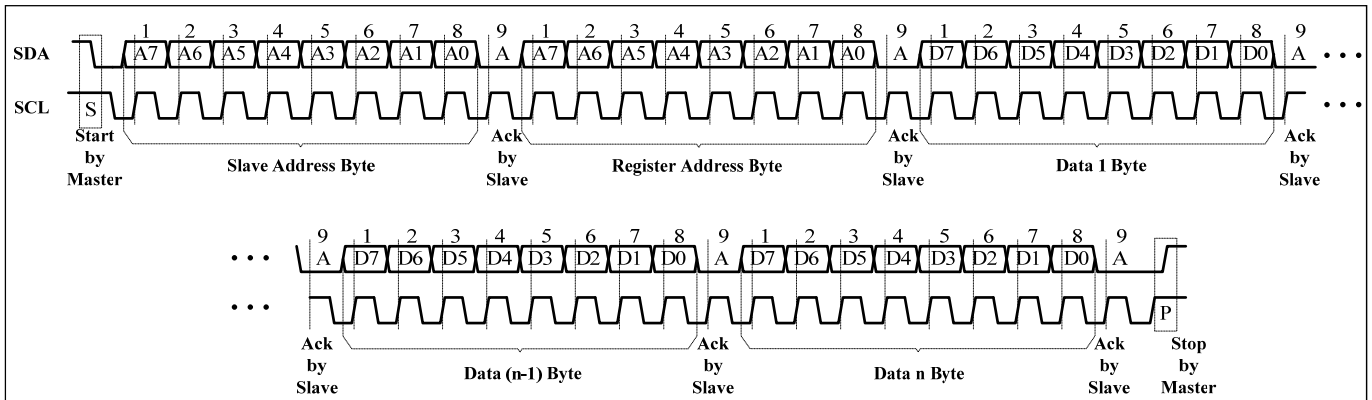 1 2 3 4 5 6 7 8 9 1 2 3 4 5 6 7 8 9 1 2 3 4 5 6 7 8 9
SDA A7 A6 A5 A4 A3 A2 A1 A0 A A7 A6 A5 A4 A3 A2 A1 A0 A D7 D6 D5 D4 D3 D2 D1 D0 A • • •
SCL S • • •
Start by Master
Slave Address Byte
Ack by Slave
Register Address Byte
Ack by Slave
Data 1 Byte
Ack by Slave
9 1 2 3 4 5 6 7 8 9 1 2 3 4 5 6 7 8 9
• • • A D7 D6 D5 D4 D3 D2 D1 D0 A D7 D6 D5 D4 D3 D2 D1 D0 A
• • • P
Ack by Slave
Data (n-1) Byte
Ack by Slave
Data n Byte
Ack by Slave
Stop by Master